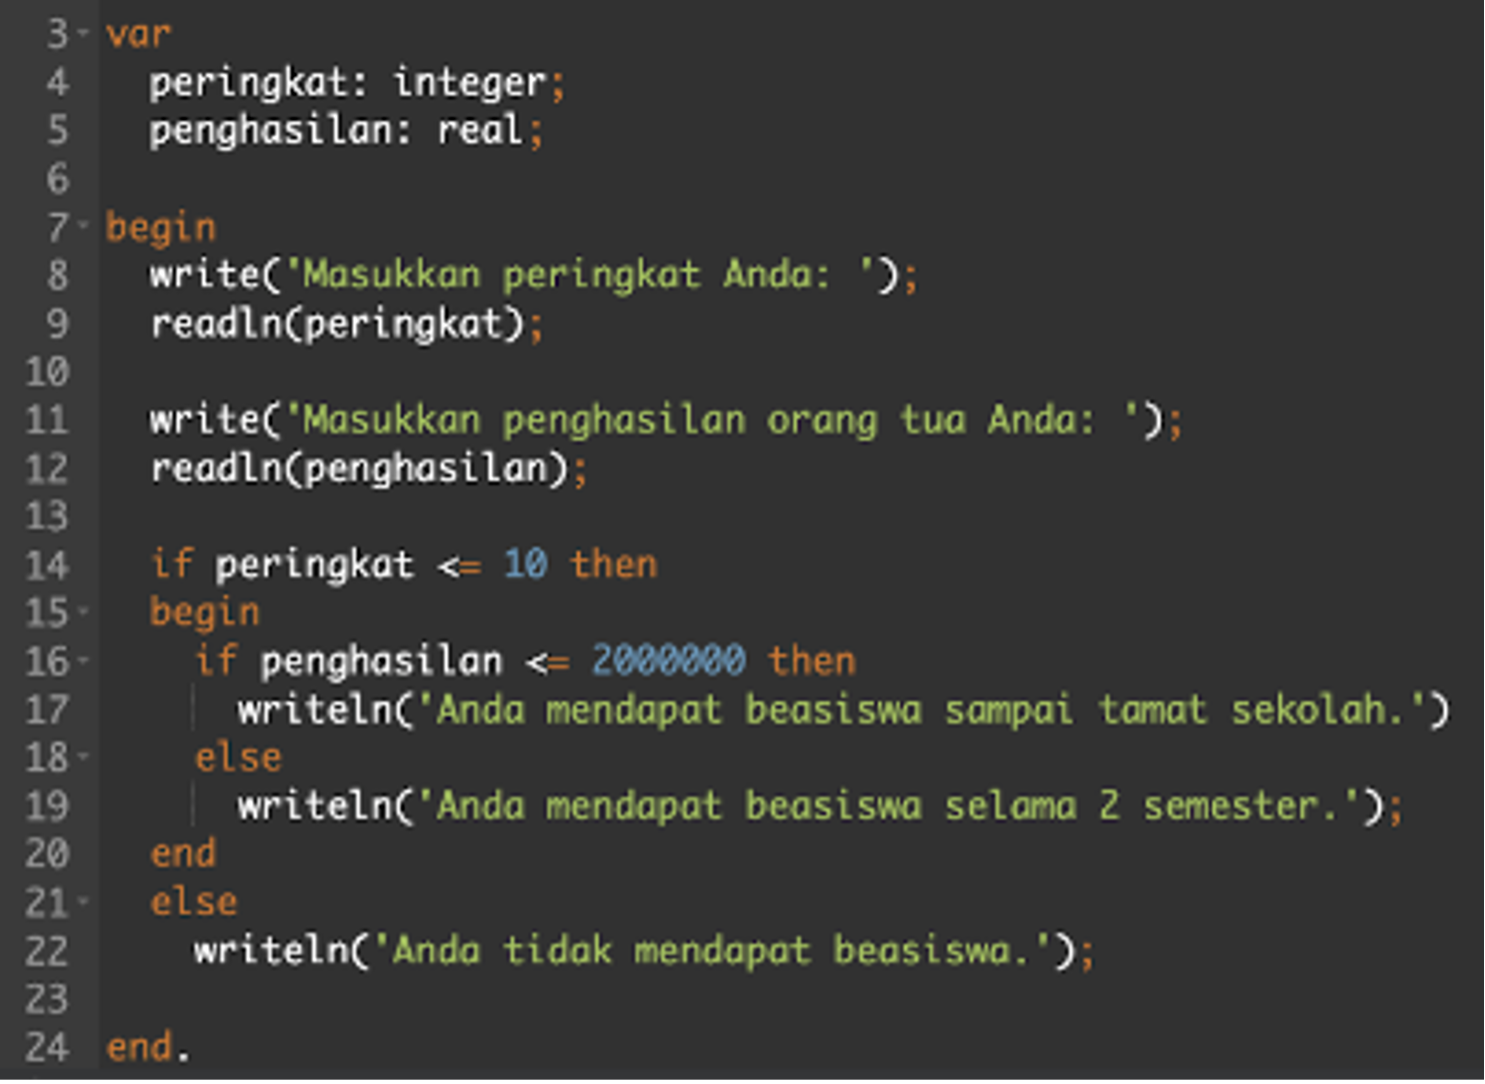 3 var
4   peringkat: integer;
5   penghasilan: real;
6
7 begin
8   write('Masukkan peringkat Anda: ');
9   readln(peringkat);
10
11   write('Masukkan penghasilan orang tua Anda: ');
12   readln(penghasilan);
13
14   if peringkat <= 10 then
15   begin
16     if penghasilan <= 2000000 then
17       writeln('Anda mendapat beasiswa sampai tamat sekolah.')
18     else
19       writeln('Anda mendapat beasiswa selama 2 semester.');
20   end
21   else
22     writeln('Anda tidak mendapat beasiswa.');
23
24 end.